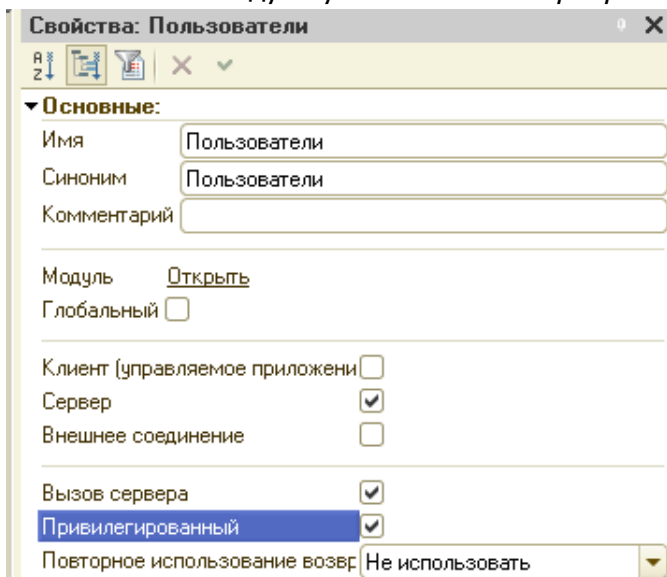 Свойства: Пользователи
Основные:
Имя Пользователи
Синоним Пользователи
Комментарий
Модуль Открыть
Глобальный
Клиент (управляемое приложени
Сервер
Внешнее соединение
Вызов сервера
Привилегированный
Повторное использование возвр Не использовать